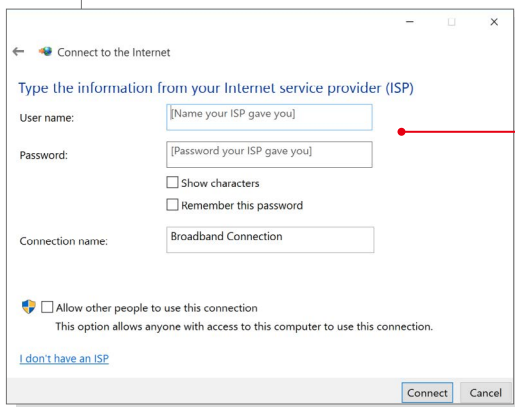 Connect to the Internet
Type the information from your Internet service provider (ISP)
User name:
[Name your ISP gave you]
Password:
[Password your ISP gave you]
Show characters
Remember this password
Connection name:
Broadband Connection
Allow other people to use this connection
This option allows anyone with access to this computer to use this connection.
I don't have an ISP
Connect
Cancel